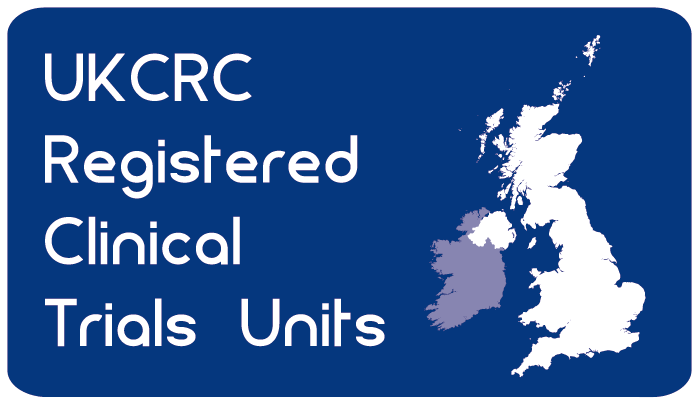 UKCRC
Registered
Clinical
Trials Units